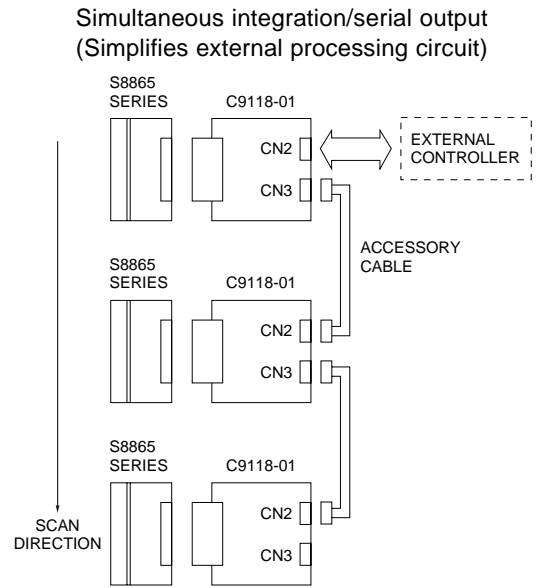 Simultaneous integration/serial output
(Simplifies external processing circuit)
S8865
SERIES
C9118-01
CN2
CN3
EXTERNAL
CONTROLLER
ACCESSORY
CABLE
S8865
SERIES
C9118-01
CN2
CN3
S8865
SERIES
C9118-01
CN2
CN3
SCAN
DIRECTION